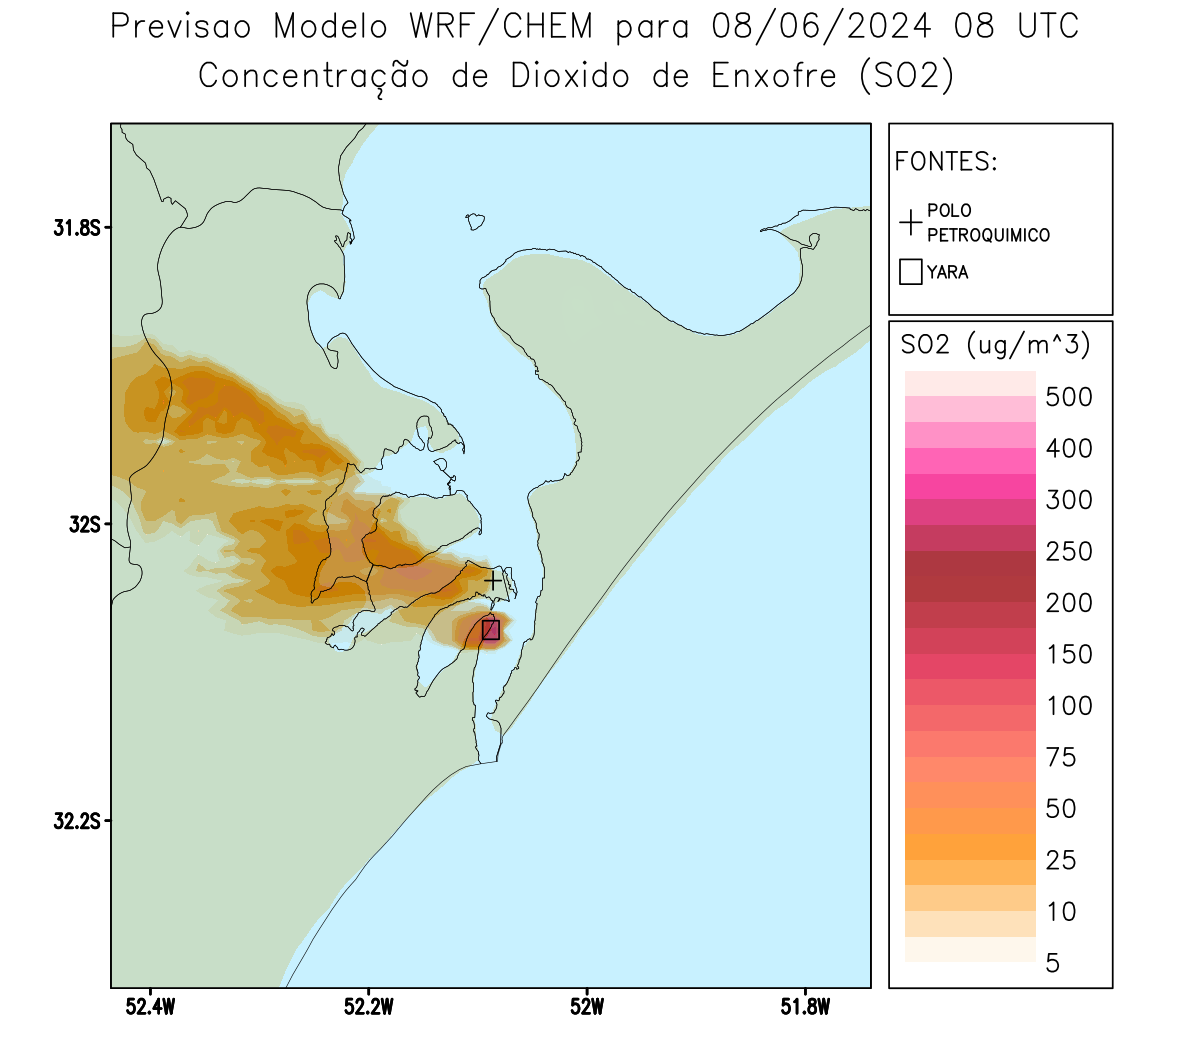 Previsao Modelo WRF/CHEM para 08/06/2024 08 UTC
Concentração de Dioxido de Enxofre (SO2)
FONTES:
POLO
PETROQUIMICO
YARA
31.8S
32S
32.2S
52.4W
52.2W
52W
51.8W
SO2 (ug/m^3)
500
400
300
250
200
150
100
75
50
25
10
5